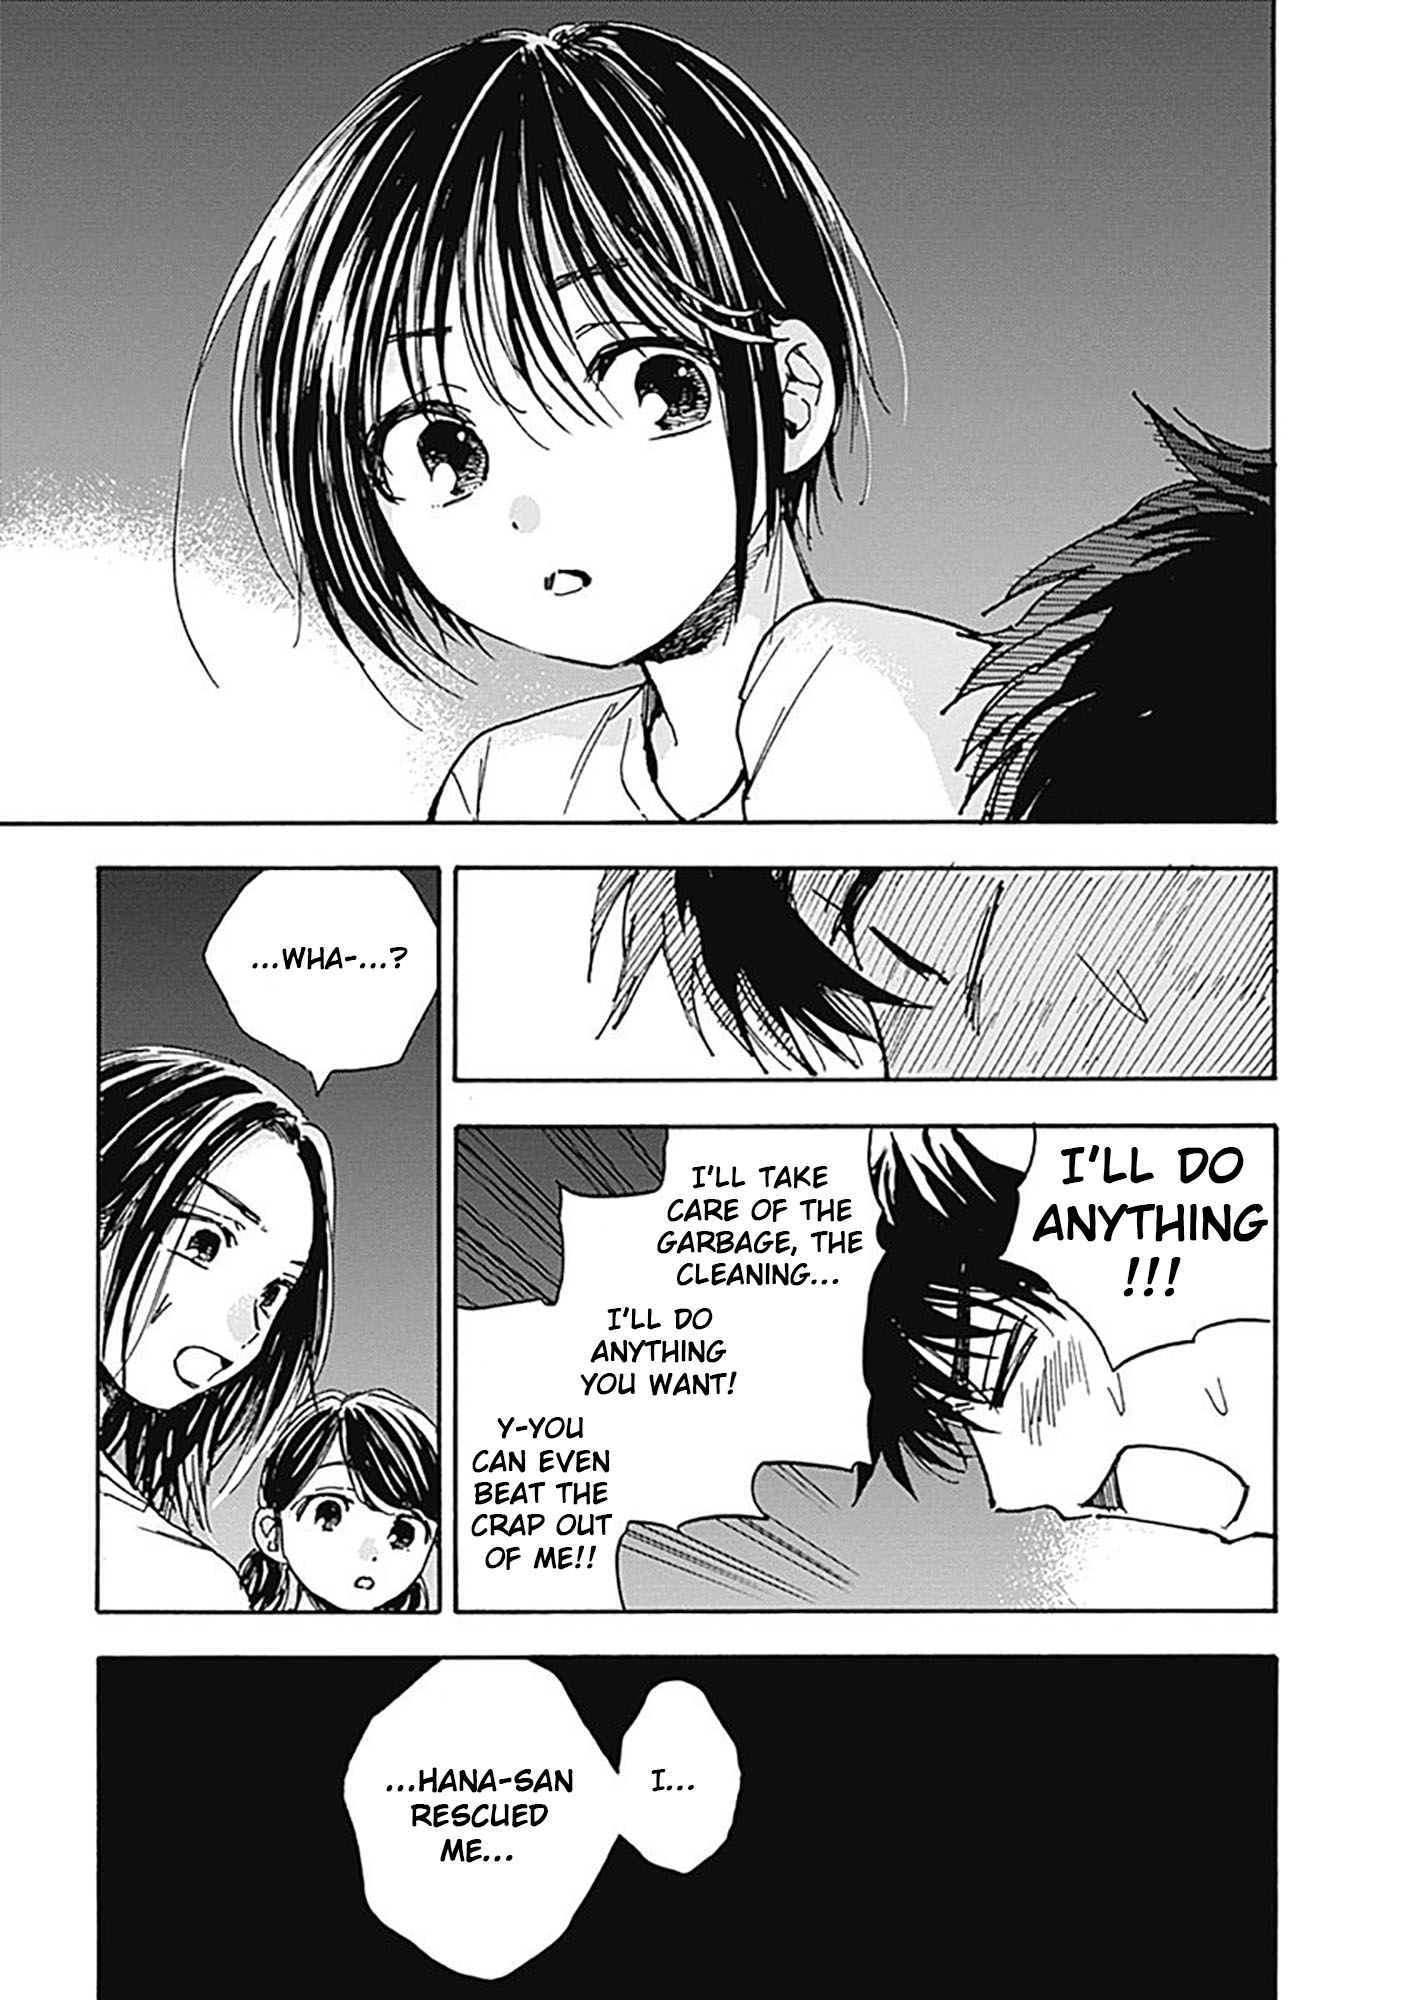 I'LL DO
ANYTHING
!!!
I'LL TAKE
CARE OF THE
GARBAGE, THE
CLEANING...
I'LL DO
ANYTHING
YOU WANT!
Y-YOU
CAN EVEN
BEAT THE
CRAP OUT
OF ME!!
...WHA-...?
I...
...HANA-SAN
RESCUED
ME...